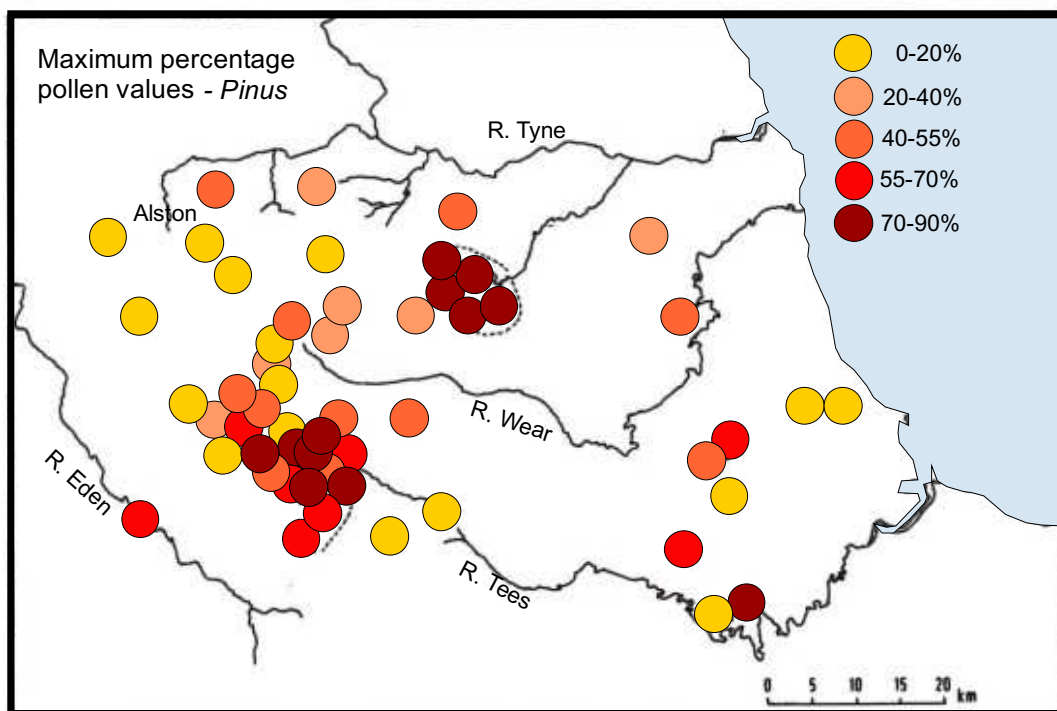 Maximum percentage
pollen values - Pinus
0-20%
20-40%
40-55%
55-70%
70-90%
R. Tyne
Alston
R. Wear
R. Eden
R. Tees
0 5 10 15 20 km